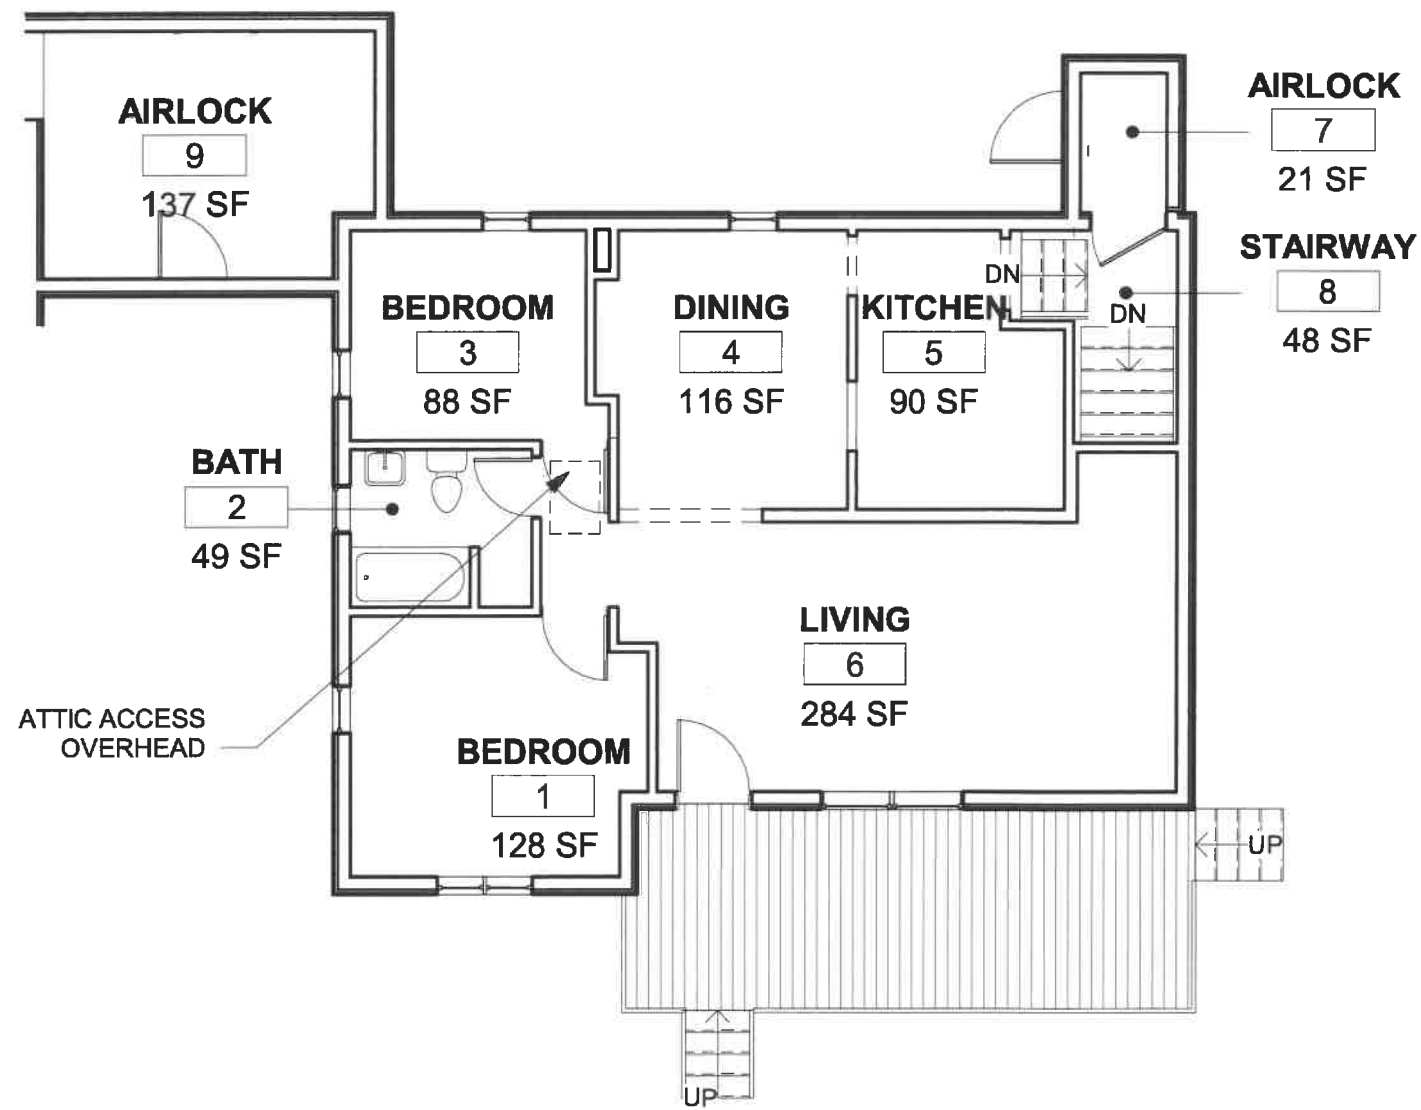 AIRLOCK
9
137 SF
AIRLOCK
7
21 SF
STAIRWAY
8
48 SF
DN
DN
BEDROOM
3
88 SF
DINING
4
116 SF
KITCHEN
5
90 SF
BATH
2
49 SF
LIVING
6
284 SF
ATTIC ACCESS
OVERHEAD
BEDROOM
1
128 SF
UP
UP